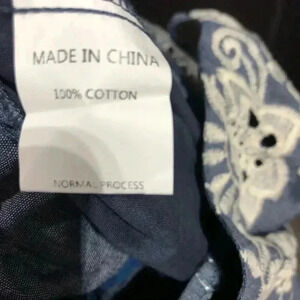 MADE IN CHINA
100% COTTON
NORMAL PROCESS